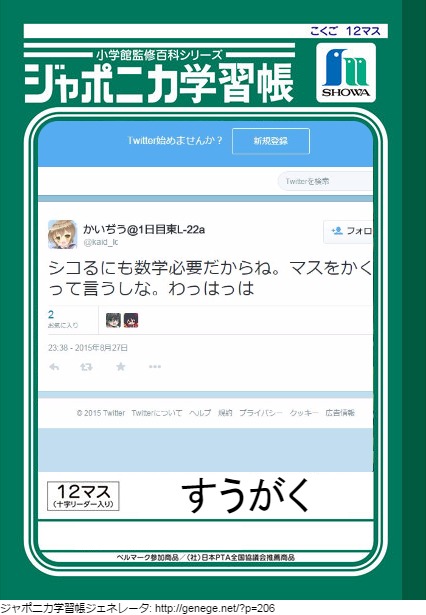 こくご 12マス
小学館監修百科シリーズ
ジャポニカ学習帳
SHOWA
Twitter始めませんか？
新規登録
Twitterを検索
かいぢう@1日目東L-22a
@kaid_lc
フォロ
シコるにも数学必要だからね。マスをかく
って言うしな。わっはっは
2
お気に入り
23:38 - 2015年8月27日
© 2015 Twitter Twitterについて ヘルプ 規約 プライバシー クッキー 広告情報
12マス
(十字リーダー入り)
すうがく
ベルマーク参加商品／（社）日本PTA全国協議会推薦商品
ジャポニカ学習帳ジェネレータ: http://genege.net/?p=206